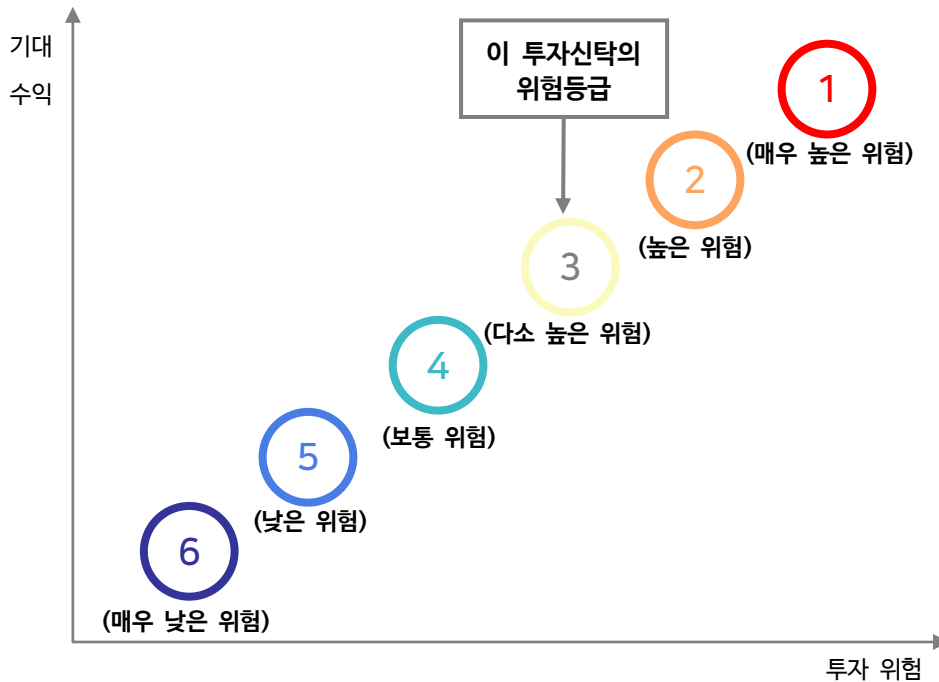 기대
수익
이 투자신탁의
위험등급
1
(매우 높은 위험)
2
(높은 위험)
3
(다소 높은 위험)
4
(보통 위험)
5
(낮은 위험)
6
(매우 낮은 위험)
투자 위험